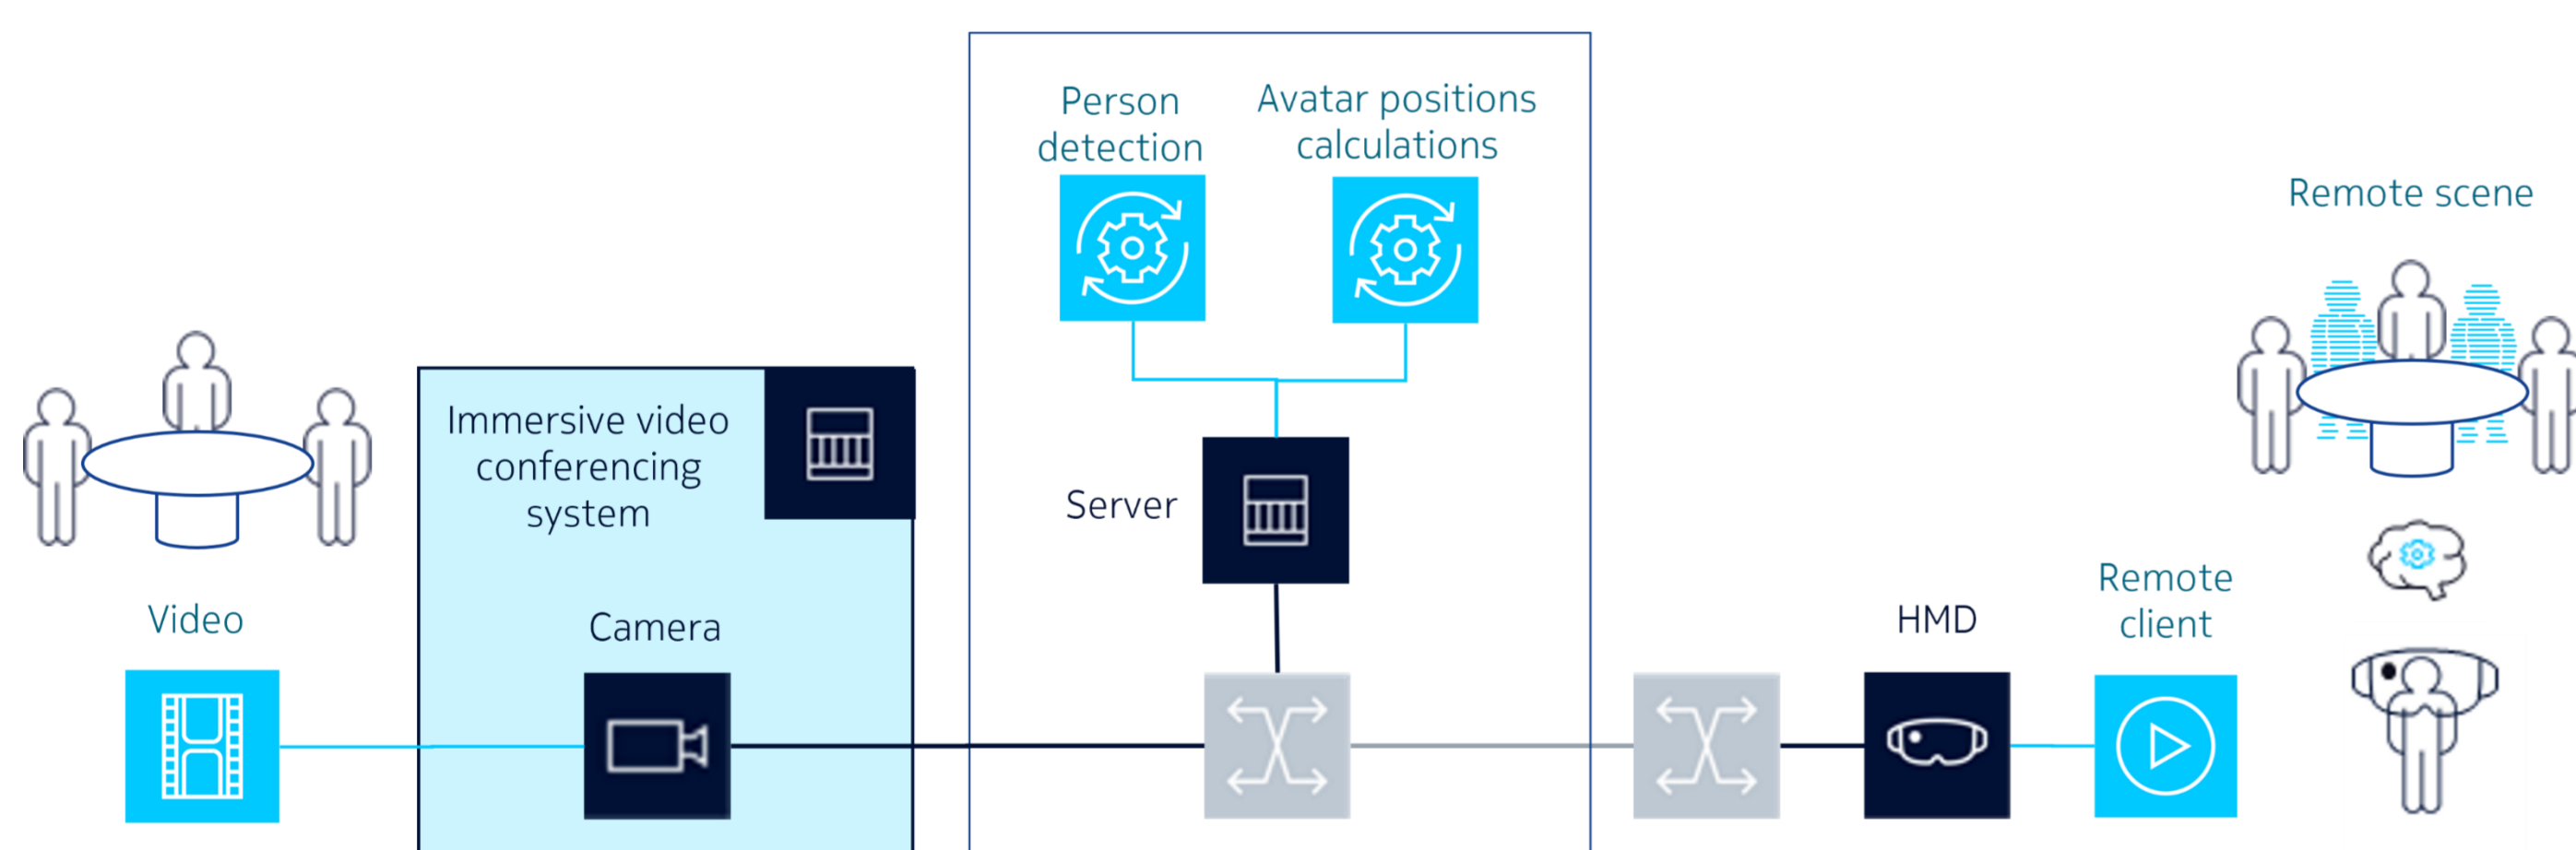 Person
detection
Avatar positions
calculations
Remote scene
Immersive video
conferencing
system
Server
Video
Camera
HMD
Remote
client